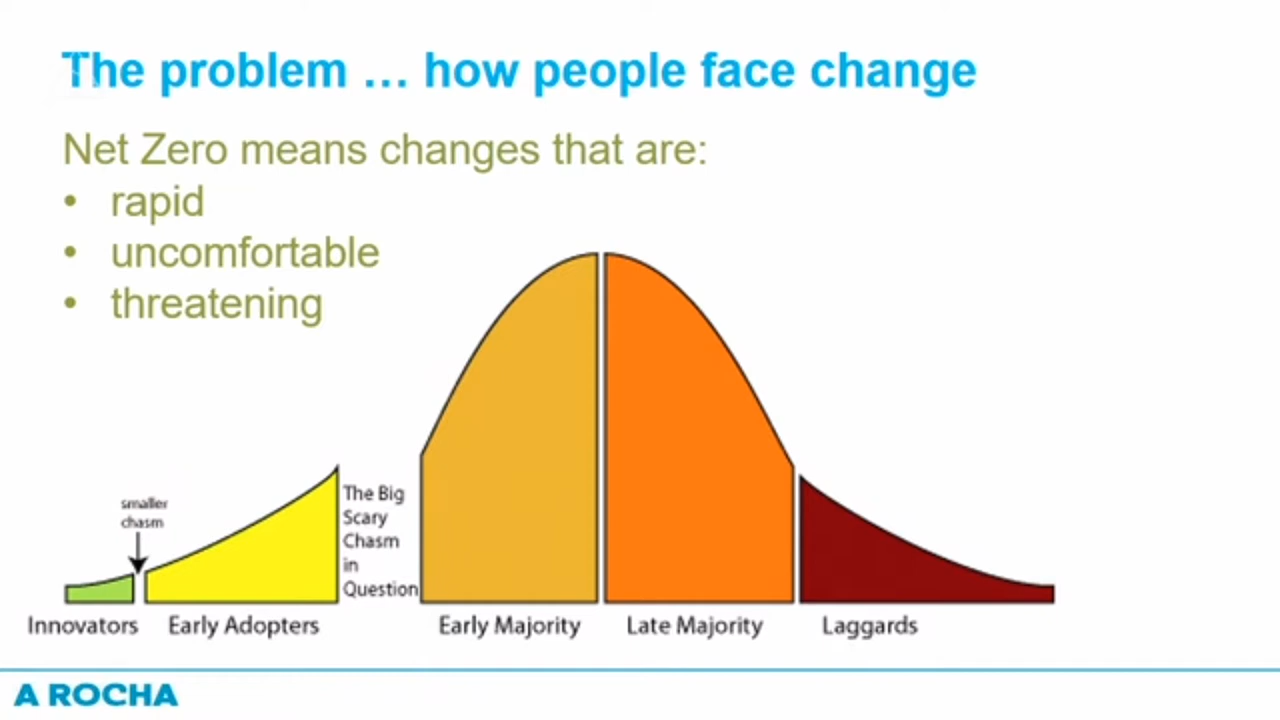 The problem … how people face change
Net Zero means changes that are:
• rapid
• uncomfortable
• threatening
smaller
chasm
The Big
Scary
Chasm
in
Question
Innovators
Early Adopters
Early Majority
Late Majority
Laggards
A ROCHA